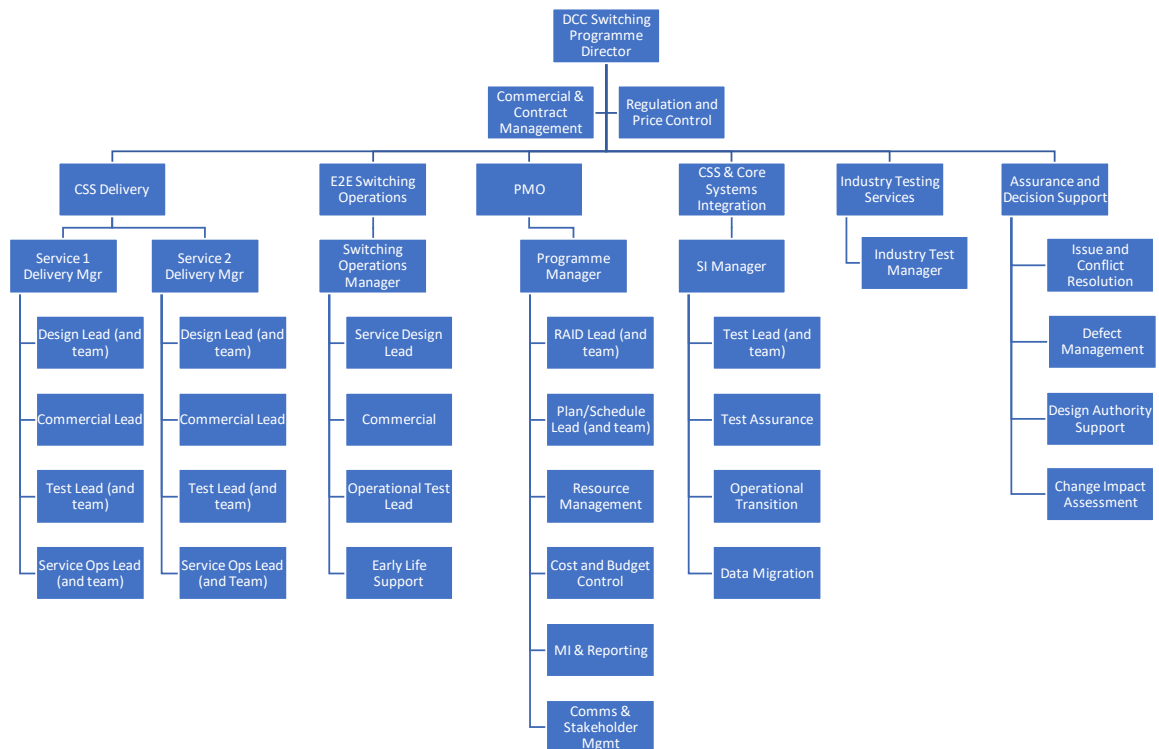 DCC Switching
Programme
Director
Commercial &
Contract
Management
Regulation and
Price Control
CSS Delivery
E2E Switching
Operations
PMO
CSS & Core
Systems
Integration
Industry Testing
Services
Assurance and
Decision Support
Service 1
Delivery Mgr
Service 2
Delivery Mgr
Switching
Operations
Manager
Programme
Manager
SI Manager
Industry Test
Manager
Issue and
Conflict
Resolution
Design Lead (and
team)
Design Lead (and
team)
Service Design
Lead
RAID Lead (and
team)
Test Lead (and
team)
Defect
Management
Commercial Lead
Commercial Lead
Commercial
Plan/Schedule
Lead (and team)
Test Assurance
Design Authority
Support
Test Lead (and
team)
Test Lead (and
team)
Operational Test
Lead
Resource
Management
Operational
Transition
Change Impact
Assessment
Service Ops Lead
(and team)
Service Ops Lead
(and Team)
Early Life
Support
Cost and Budget
Control
Data Migration
MI & Reporting
Comms &
Stakeholder
Mgmt